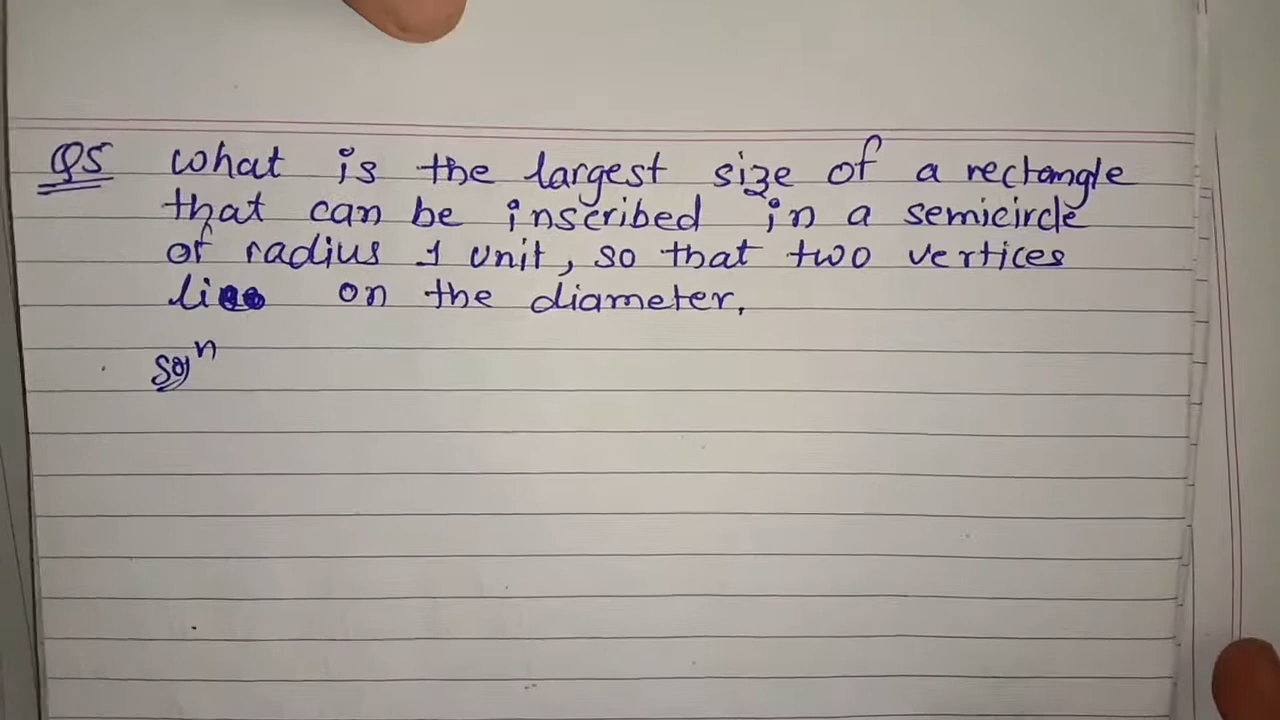 Q5 What is the largest size of a rectangle
that can be inscribed in a semicircle
of radius 1 unit, so that two vertices
lies on the diameter.
Solⁿ